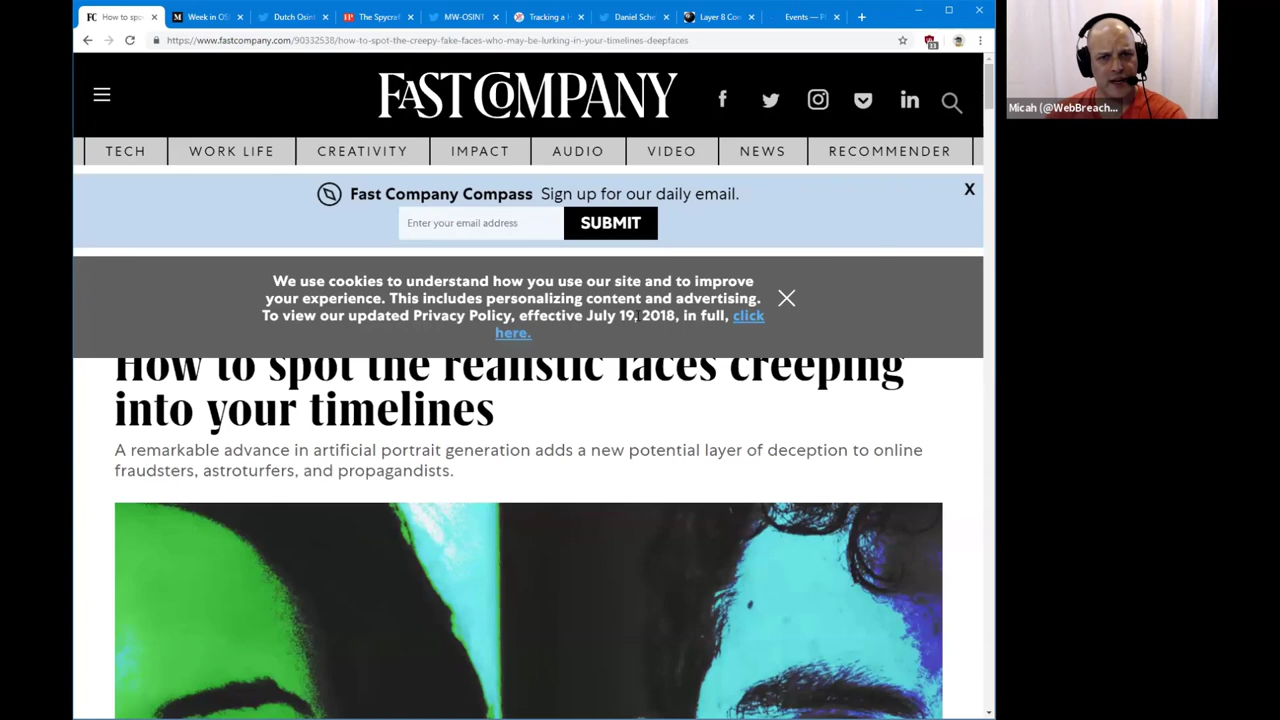 How to spo
Week in OS
Dutch Osint
The Spycraf
MW-OSINT
Tracking a H
Daniel Sche
Layer 8 Con
Events — Pl
https://www.fastcompany.com/90332538/how-to-spot-the-creepy-fake-faces-who-may-be-lurking-in-your-timelines-deepfaces
FAST COMPANY
TECH
WORK LIFE
CREATIVITY
IMPACT
AUDIO
VIDEO
NEWS
RECOMMENDER
Fast Company Compass Sign up for our daily email.
Enter your email address
SUBMIT
X
We use cookies to understand how you use our site and to improve
your experience. This includes personalizing content and advertising.
To view our updated Privacy Policy, effective July 19, 2018, in full, click
here.
How to spot the realistic faces creeping
into your timelines
A remarkable advance in artificial portrait generation adds a new potential layer of deception to online
fraudsters, astroturfers, and propagandists.
Micah (@WebBreach...